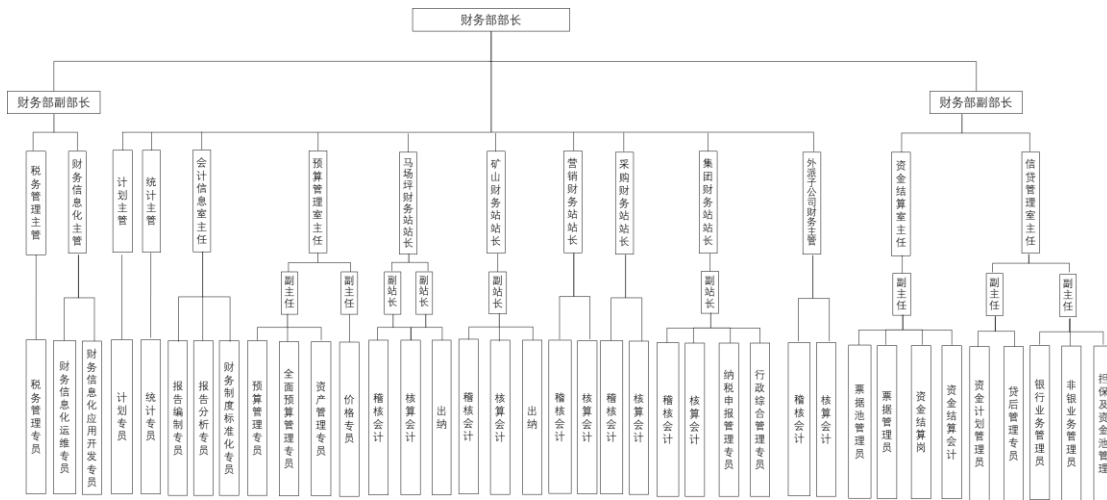 财务部部长
财务部副部长
财务部副部长
税务管理主管
财务信息化主管
计划主管
统计主管
会计信息室主任
预算管理室主任
马场坪财务站站长
矿山财务站站长
营销财务站站长
采购财务站站长
集团财务站站长
外派子公司财务主管
资金结算室主任
信贷管理室主任
副主任
副主任
副站长
副站长
副站长
副站长
副主任
副主任
副主任
税务管理专员
财务信息化运维专员
财务信息化应用开发专员
计划专员
统计专员
报告编制专员
报告分析专员
财务制度标准化专员
预算管理专员
全面预算管理专员
资产管理专员
价格专员
稽核会计
核算会计
出纳
稽核会计
核算会计
出纳
稽核会计
核算会计
稽核会计
核算会计
稽核会计
核算会计
纳税申报管理专员
行政综合管理专员
稽核会计
核算会计
票据池管理员
票据管理员
资金结算岗
资金结算会计
资金计划管理员
贷后管理专员
银行业务管理员
非银业务管理员
担保及资金池管理